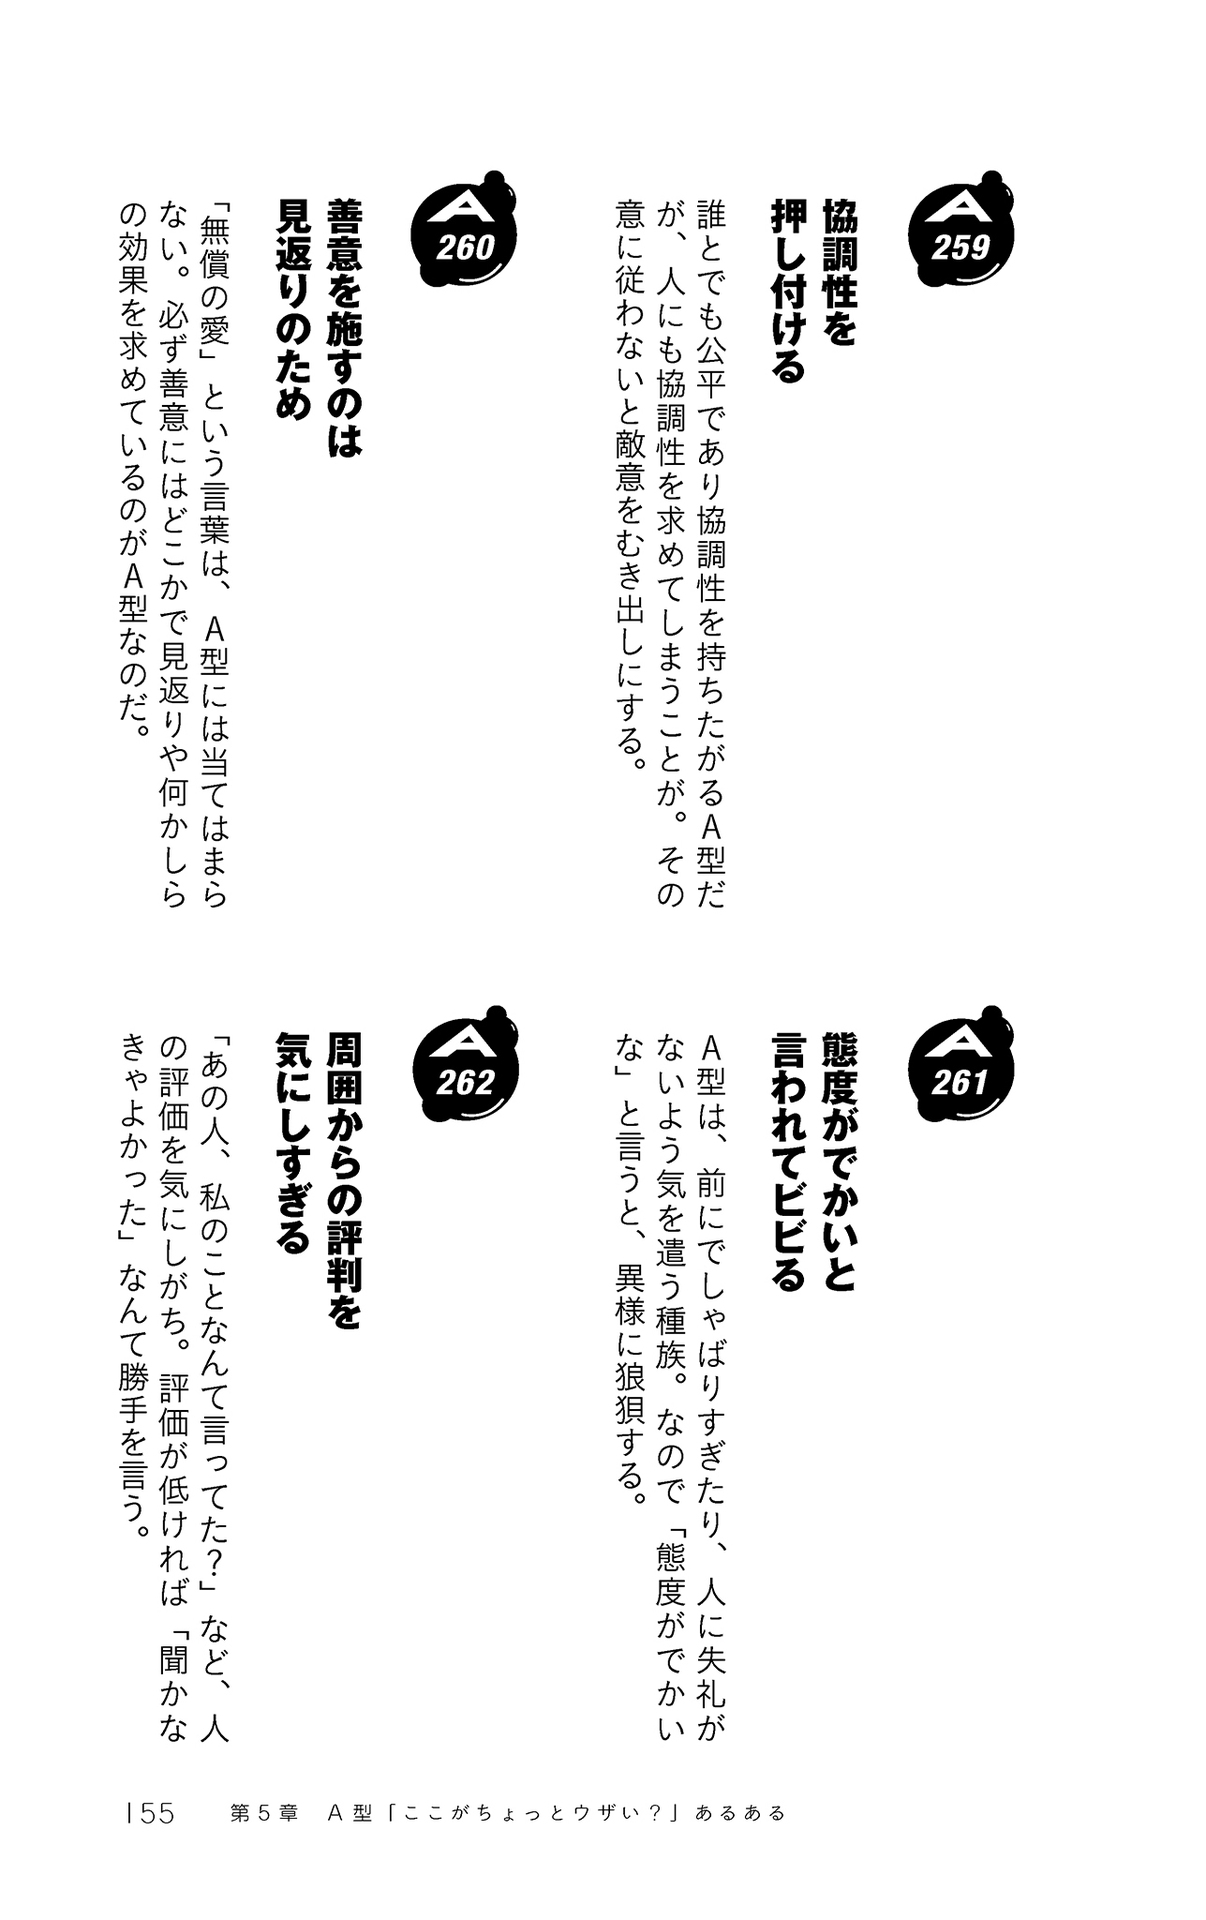 A
259
協調性を
押し付ける
誰とでも公平であり協調性を持ちたがるA型だ
が、人にも協調性を求めてしまうことが。その
意に従わないと敵意をむき出しにする。
A
260
善意を施すのは
見返りのため
「無償の愛」という言葉は、A型には当てはまら
ない。必ず善意にはどこかで見返りや何かしら
の効果を求めているのがA型なのだ。
A
261
態度がでかいと
言われてビビる
A型は、前にでしゃばりすぎたり、人に失礼が
ないよう気を遣う種族。なので「態度がでかい
な」と言うと、異様に狼狽する。
A
262
周囲からの評判を
気にしすぎる
「あの人、私のことなんて言ってた?」など、人
の評価を気にしがち。評価が低ければ「聞かな
きゃよかった」なんて勝手を言う。
155 第5章 A型「ここがちょっとウザい?」あるある